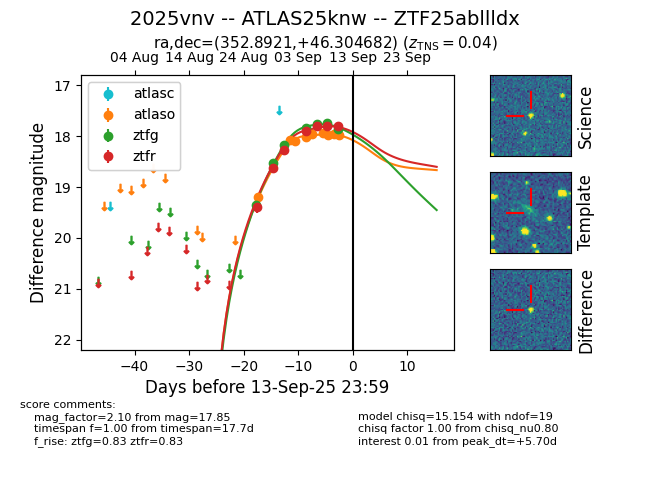 2025vnv -- ATLAS25knw -- ZTF25abllldx
ra,dec=(352.8921,+46.304682) (z_TNS = 0.04)
04 Aug 14 Aug 24 Aug 03 Sep 13 Sep 23 Sep
Difference magnitude
17
18
19
20
21
22
atlasc
atlaso
ztfg
ztfr
−40 −30 −20 −10 0 10
Days before 13-Sep-25 23:59
Science
Template
Difference
score comments:
mag_factor=2.10 from mag=17.85
timespan f=1.00 from timespan=17.7d
f_rise: ztfg=0.83 ztfr=0.83
model chisq=15.154 with ndof=19
chisq factor 1.00 from chisq_nu0.80
interest 0.01 from peak_dt=+5.70d